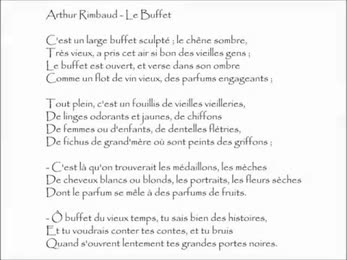 Arthur Rimbaud - Le Buffet
C'est un large buffet sculpté ; le chêne sombre,
Très vieux, a pris cet air si bon des vieilles gens ;
Le buffet est ouvert, et verse dans son ombre
Comme un flot de vin vieux, des parfums engageants ;
Tout plein, c'est un fouillis de vieilles vieilleries,
De linges odorants et jaunes, de chiffons
De femmes ou d'enfants, de dentelles flétries,
De fichus de grand'mère où sont peints des griffons ;
- C'est là qu'on trouverait les médaillons, les mèches
De cheveux blancs ou blonds, les portraits, les fleurs sèches
Dont le parfum se mêle à des parfums de fruits.
- Ô buffet du vieux temps, tu sais bien des histoires,
Et tu voudrais conter tes contes, et tu bruis
Quand s'ouvrent lentement tes grandes portes noires.